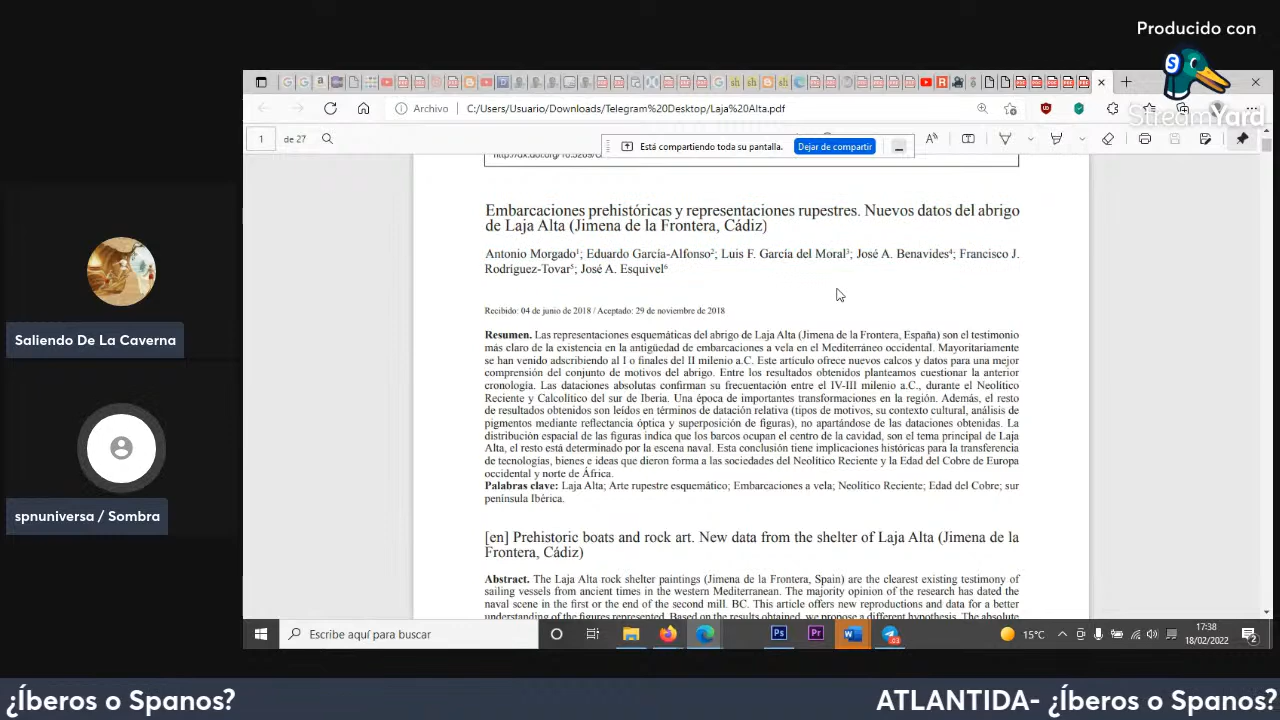 Producido con
StreamYard
Archivo
C:/Users/Usuario/Downloads/Telegram%20Desktop/Laja%20Alta.pdf
1
de 27
Está compartiendo toda su pantalla.
Dejar de compartir
Embarcaciones prehistóricas y representaciones rupestres. Nuevos datos del abrigo
de Laja Alta (Jimena de la Frontera, Cádiz)
Antonio Morgado¹; Eduardo García-Alfonso²; Luis F. García del Moral³; José A. Benavides⁴; Francisco J.
Rodríguez-Tovar⁵; José A. Esquivel⁶
Recibido: 04 de junio de 2018 / Aceptado: 29 de noviembre de 2018
Resumen. Las representaciones esquemáticas del abrigo de Laja Alta (Jimena de la Frontera, España) son el testimonio
más claro de la existencia en la antigüedad de embarcaciones a vela en el Mediterráneo occidental. Mayoritariamente
se han venido adscribiendo al I o finales del II milenio a.C. Este artículo ofrece nuevos calcos y datos para una mejor
comprensión del conjunto de motivos del abrigo. Entre los resultados obtenidos planteamos cuestionar la anterior
cronología. Las dataciones absolutas confirman su frecuentación entre el IV-III milenio a.C., durante el Neolítico
Reciente y Calcolítico del sur de Iberia. Una época de importantes transformaciones en la región. Además, el resto
de resultados obtenidos son leídos en términos de datación relativa (tipos de motivos, su contexto cultural, análisis de
pigmentos mediante reflectancia óptica y superposición de figuras), no apartándose de las dataciones obtenidas. La
distribución espacial de las figuras indica que los barcos ocupan el centro de la cavidad, son el tema principal de Laja
Alta, el resto está determinado por la escena naval. Esta conclusión tiene implicaciones históricas para la transferencia
de tecnologías, bienes e ideas que dieron forma a las sociedades del Neolítico Reciente y la Edad del Cobre de Europa
occidental y norte de África.
Palabras clave: Laja Alta; Arte rupestre esquemático; Embarcaciones a vela; Neolítico Reciente; Edad del Cobre; sur
península Ibérica.
[en] Prehistoric boats and rock art. New data from the shelter of Laja Alta (Jimena de la
Frontera, Cádiz)
Abstract. The Laja Alta rock shelter paintings (Jimena de la Frontera, Spain) are the clearest existing testimony of
sailing vessels from ancient times in the western Mediterranean. The majority opinion of the research has dated the
naval scene in the first or the end of the second mill. BC. This article offers new reproductions and data for a better
understanding of the figures represented. Based on the results obtained, we propose a different hypothesis. The absolute
Saliendo De La Caverna
spnuniversa / Sombra
Escribe aquí para buscar
15°C
17:38
18/02/2022
¿Íberos o Spanos?
ATLANTIDA- ¿Íberos o Spanos?